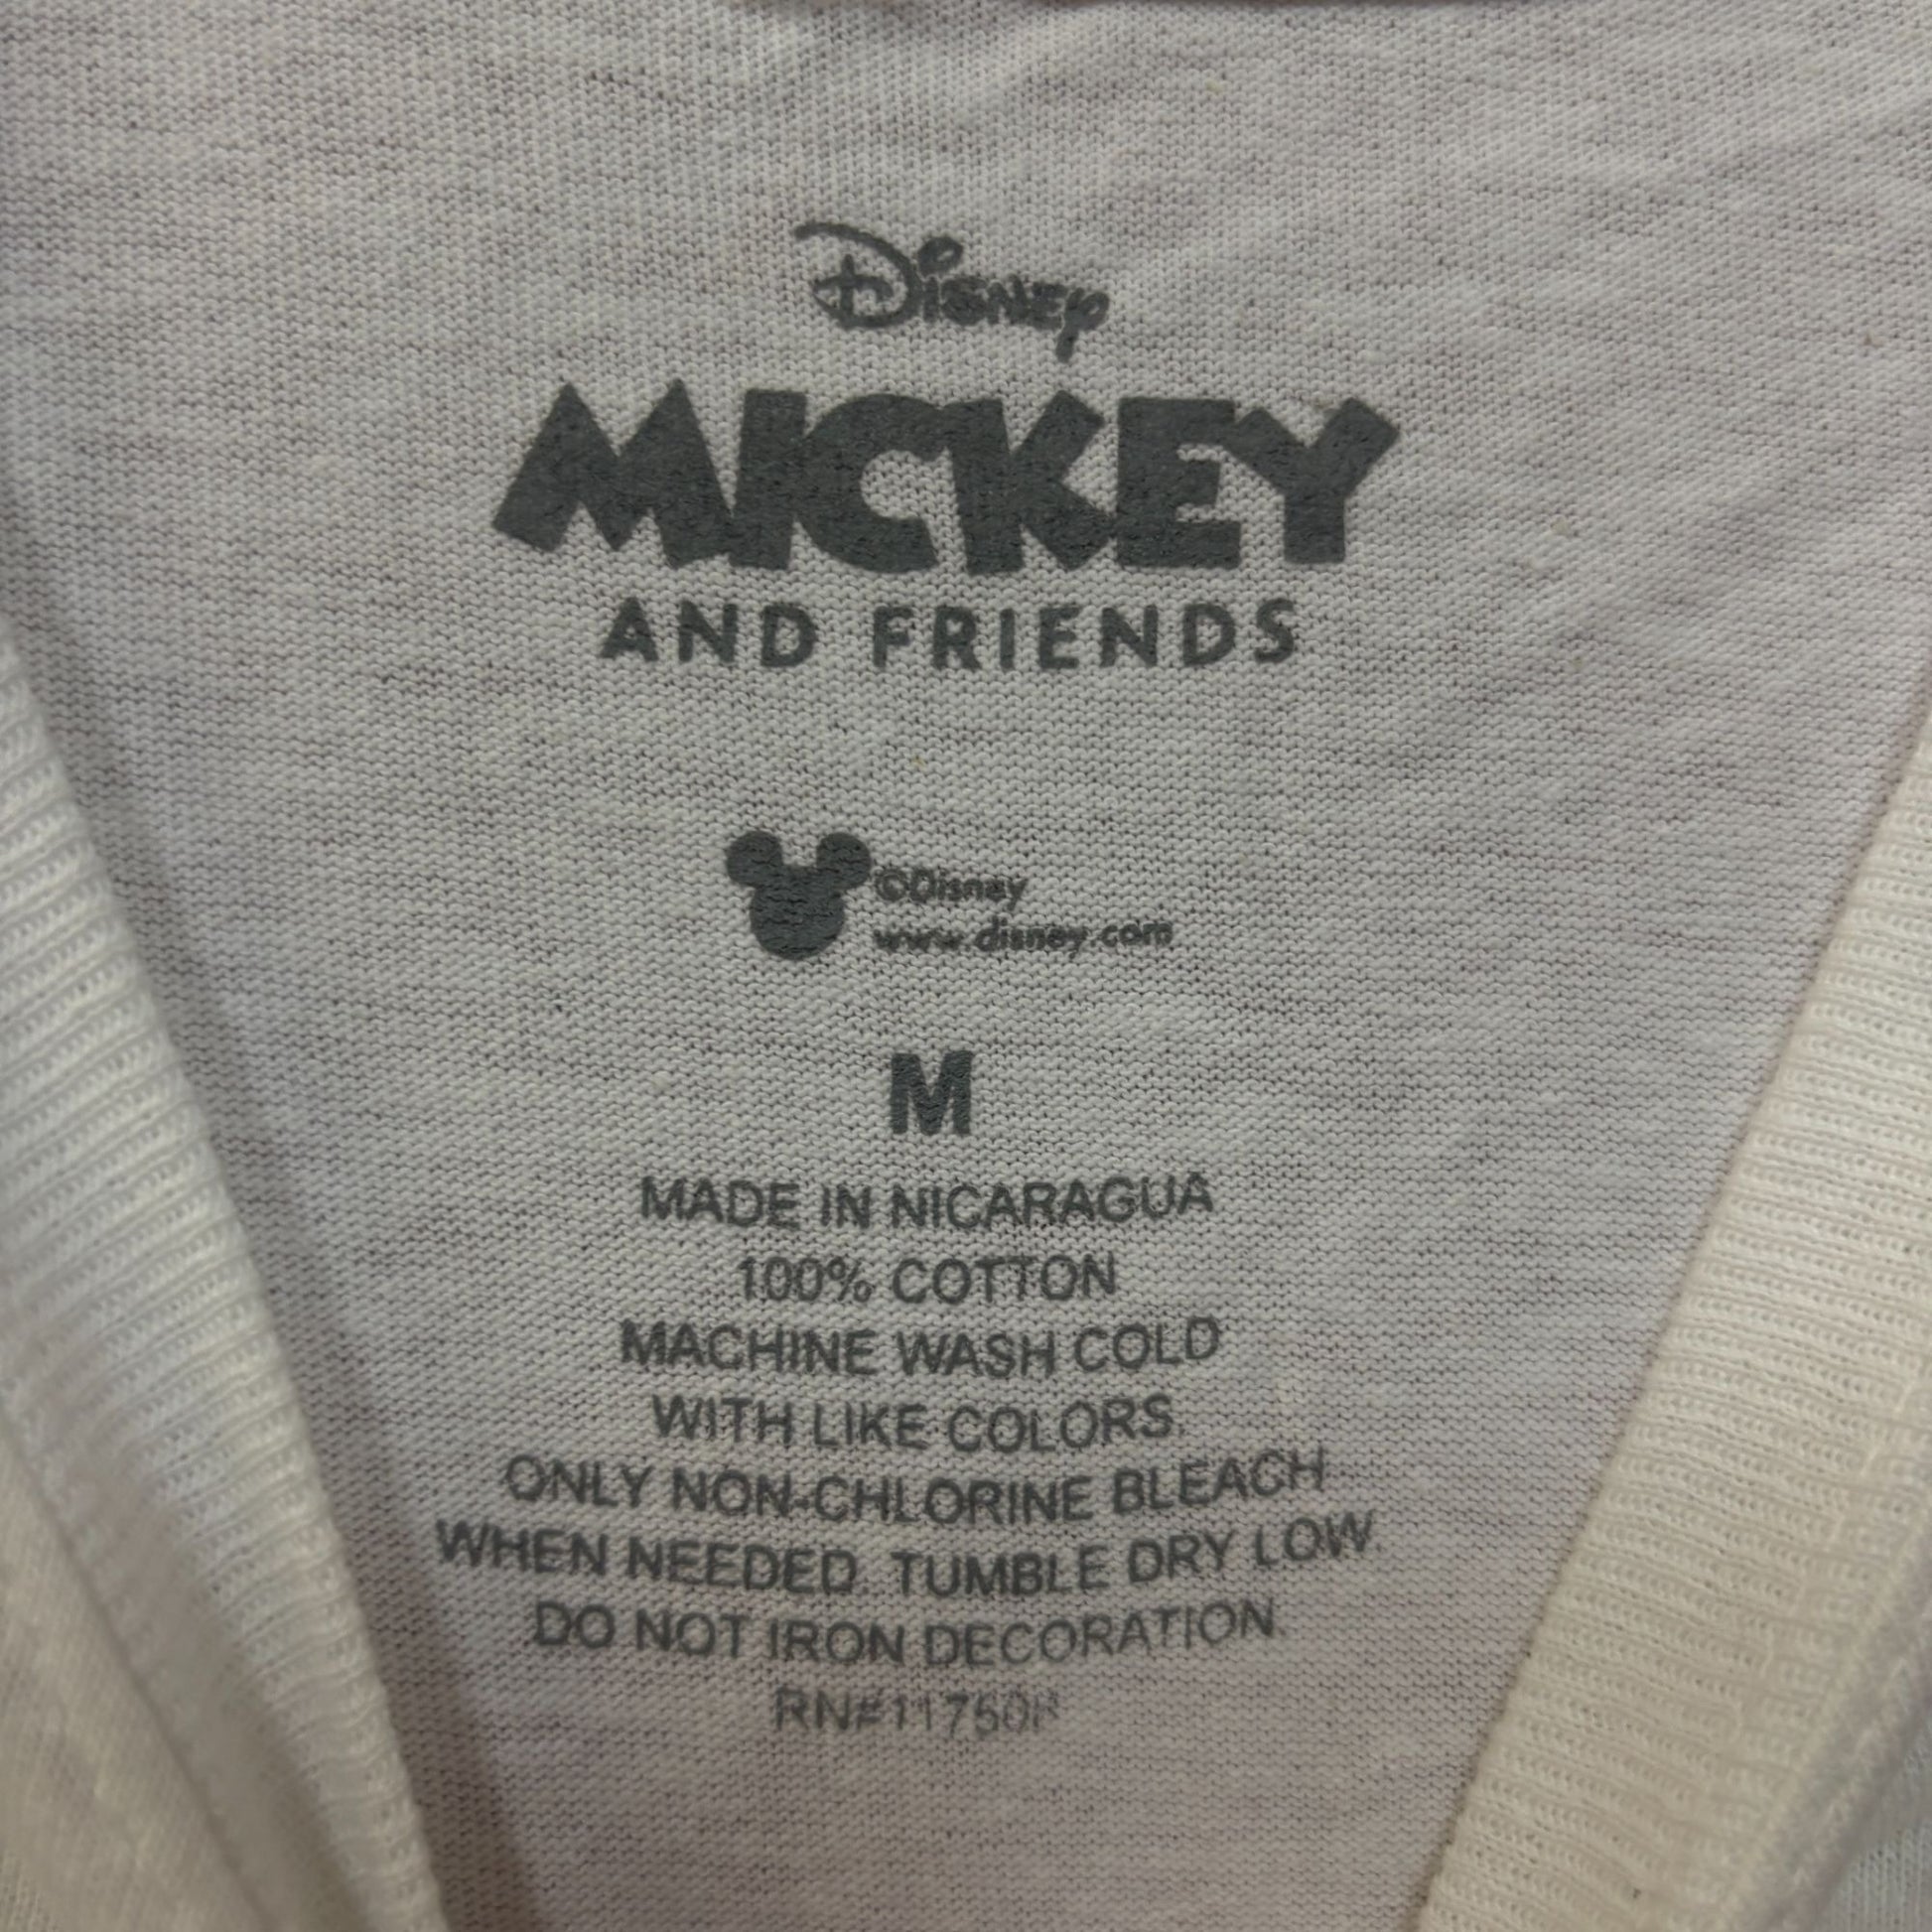 Disney
MICKEY
AND FRIENDS
©Disney
www.disney.com
M
MADE IN NICARAGUA
100% COTTON
MACHINE WASH COLD
WITH LIKE COLORS.
ONLY NON-CHLORINE BLEACH
WHEN NEEDED. TUMBLE DRY LOW.
DO NOT IRON DECORATION.